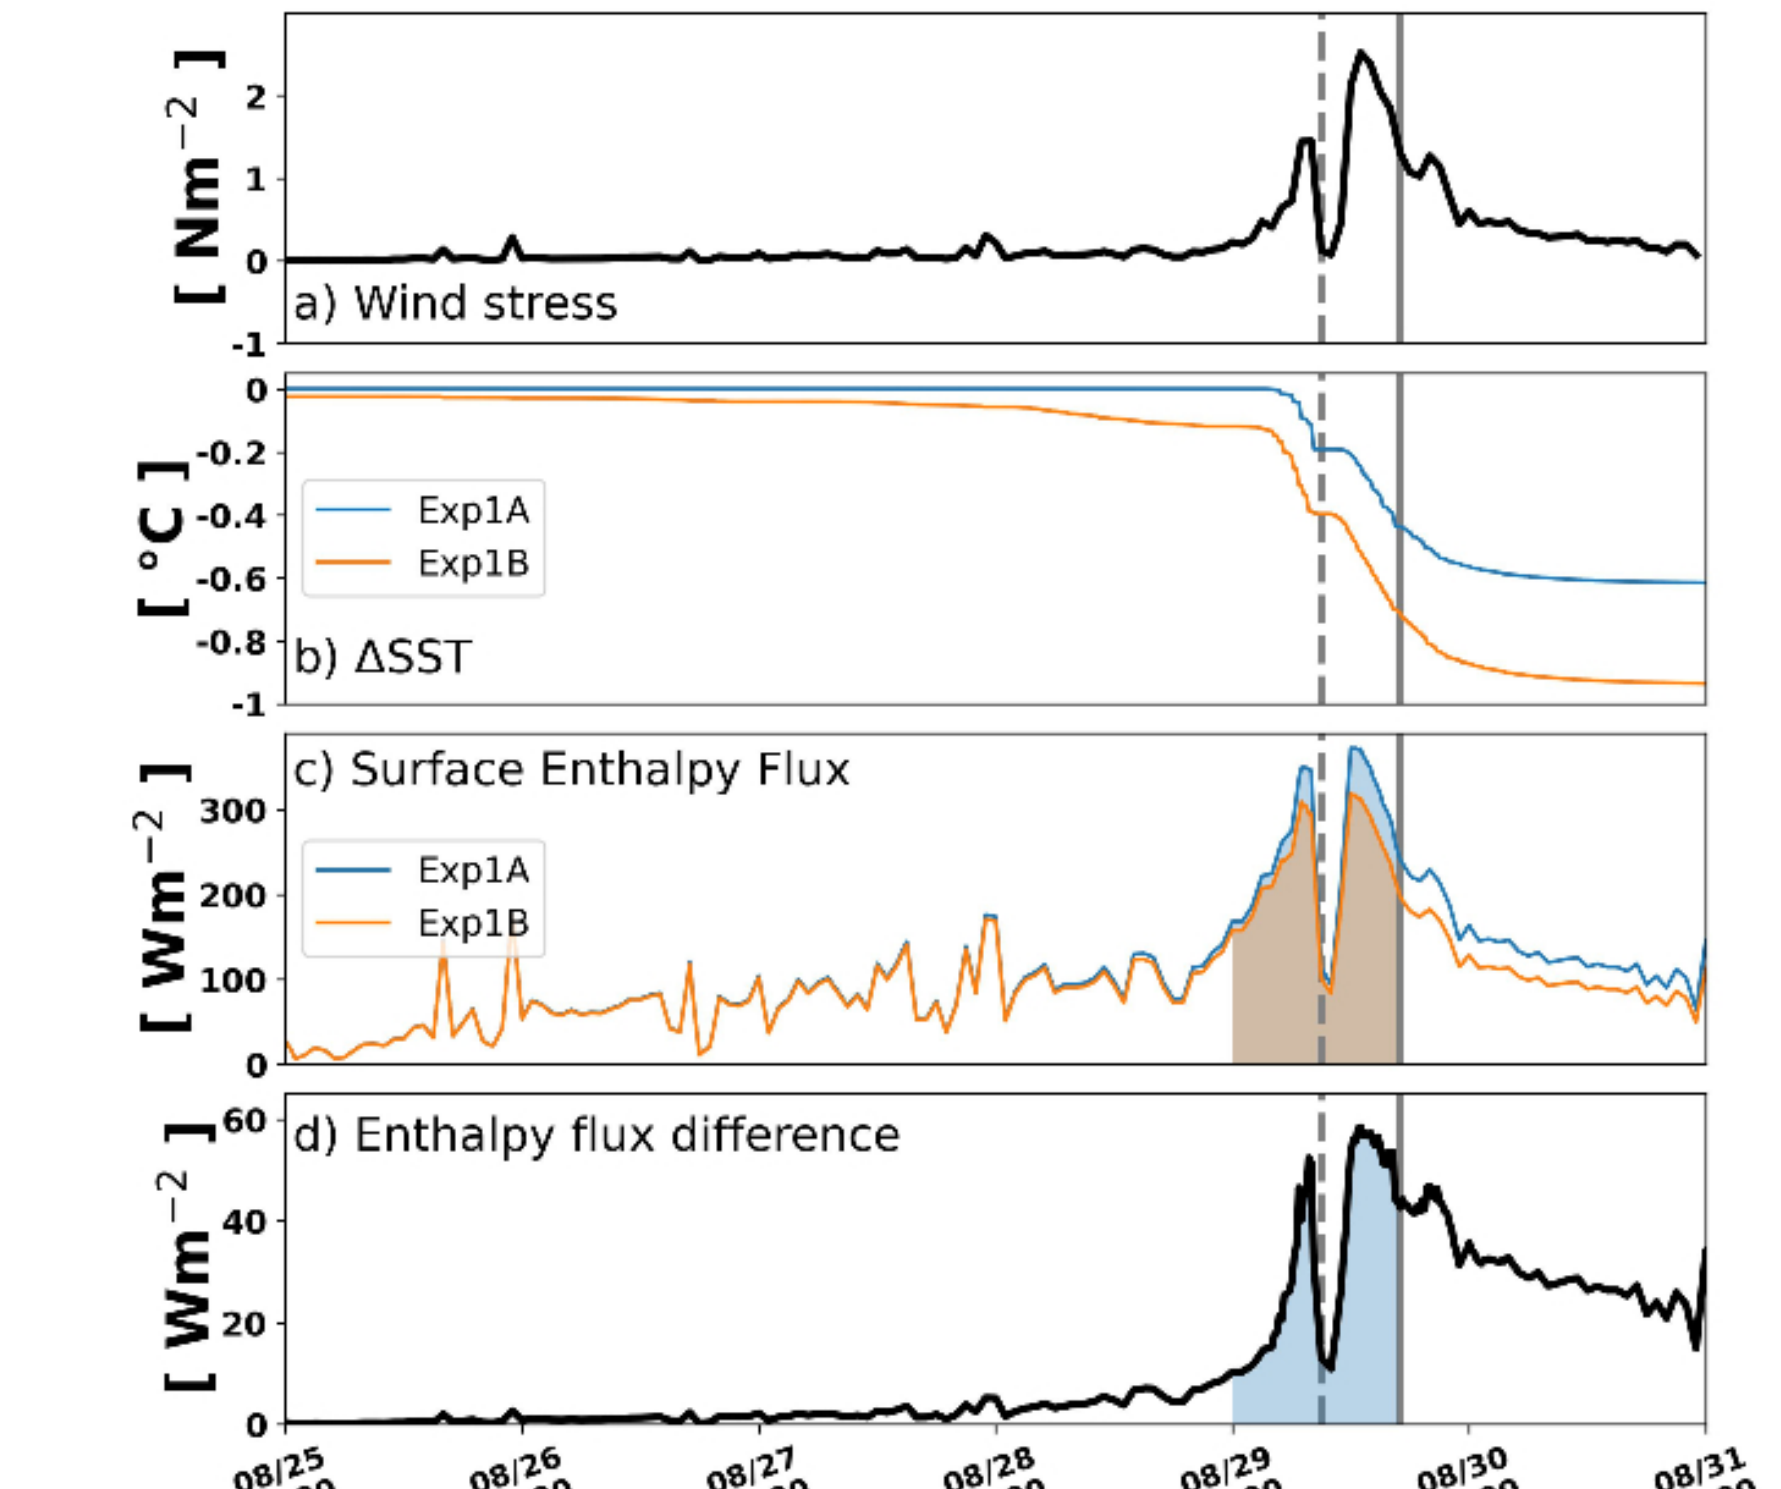 [ Nm⁻² ]
2
1
0
-1
a) Wind stress
[ °C ]
0
-0.2
-0.4
-0.6
-0.8
-1
Exp1A
Exp1B
b) ΔSST
[ Wm⁻² ]
c) Surface Enthalpy Flux
300
200
100
0
Exp1A
Exp1B
[ Wm⁻² ]
d) Enthalpy flux difference
60
40
20
0
08/25
08/26
08/27
08/28
08/29
08/30
08/31